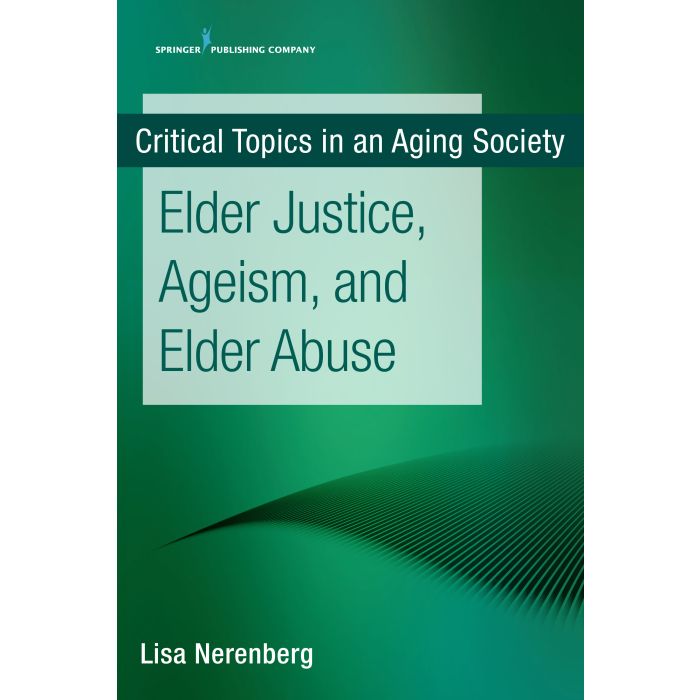 SPRINGER PUBLISHING COMPANY
Critical Topics in an Aging Society
Elder Justice,
Ageism, and
Elder Abuse
Lisa Nerenberg